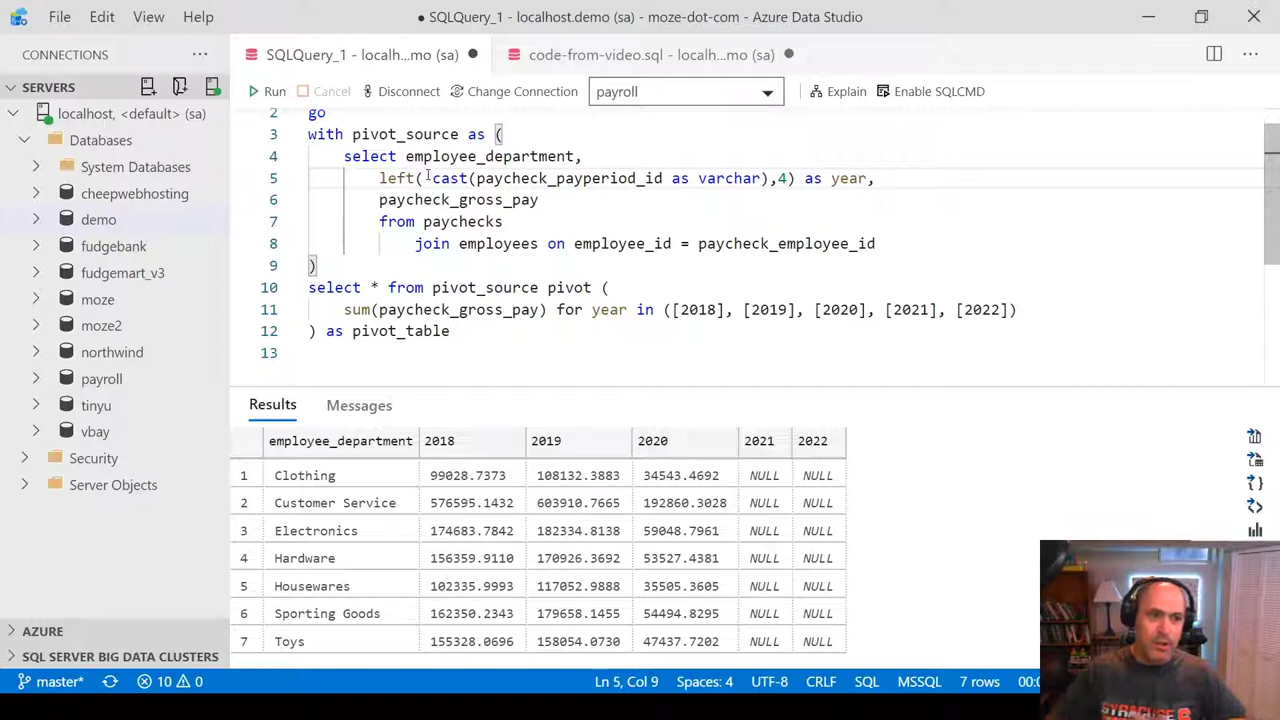 File Edit View Help
● SQLQuery_1 - localhost.demo (sa) - moze-dot-com - Azure Data Studio
CONNECTIONS ...
SQLQuery_1 - localh...mo (sa) ●
code-from-video.sql - localh...mo (sa) ●
SERVERS
Run Cancel Disconnect Change Connection payroll Explain Enable SQLCMD
localhost, <default> (sa)
Databases
System Databases
cheepwebhosting
demo
fudgebank
fudgemart_v3
moze
moze2
northwind
payroll
tinyu
vbay
Security
Server Objects
AZURE
SQL SERVER BIG DATA CLUSTERS
2 go
3 with pivot_source as (
4 select employee_department,
5 left( cast(paycheck_payperiod_id as varchar),4) as year,
6 paycheck_gross_pay
7 from paychecks
8 join employees on employee_id = paycheck_employee_id
9 )
10 select * from pivot_source pivot (
11 sum(paycheck_gross_pay) for year in ([2018], [2019], [2020], [2021], [2022])
12 ) as pivot_table
13
Results Messages
employee_department 2018 2019 2020 2021 2022
1 Clothing 99028.7373 108132.3883 34543.4692 NULL NULL
2 Customer Service 576595.1432 603910.7665 192860.3028 NULL NULL
3 Electronics 174683.7842 182334.8138 59048.7961 NULL NULL
4 Hardware 156359.9110 170926.3692 53527.4381 NULL NULL
5 Housewares 102335.9993 117052.9888 35505.3605 NULL NULL
6 Sporting Goods 162350.2343 179658.1455 54494.8295 NULL NULL
7 Toys 155328.0696 158054.0730 47437.7202 NULL NULL
master* 10 0 Ln 5, Col 9 Spaces: 4 UTF-8 CRLF SQL MSSQL 7 rows
SYRACUSE